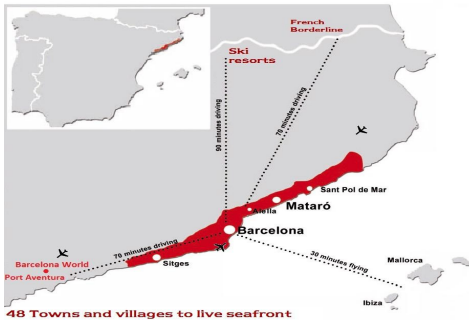 French
Borderline
Ski
resorts
90 minutes driving
70 minutes driving
Sant Pol de Mar
Mataró
Alella
Barcelona
70 minutes driving
30 minutes flying
Barcelona World
Port Aventura
Sitges
Mallorca
Ibiza
48 Towns and villages to live seafront